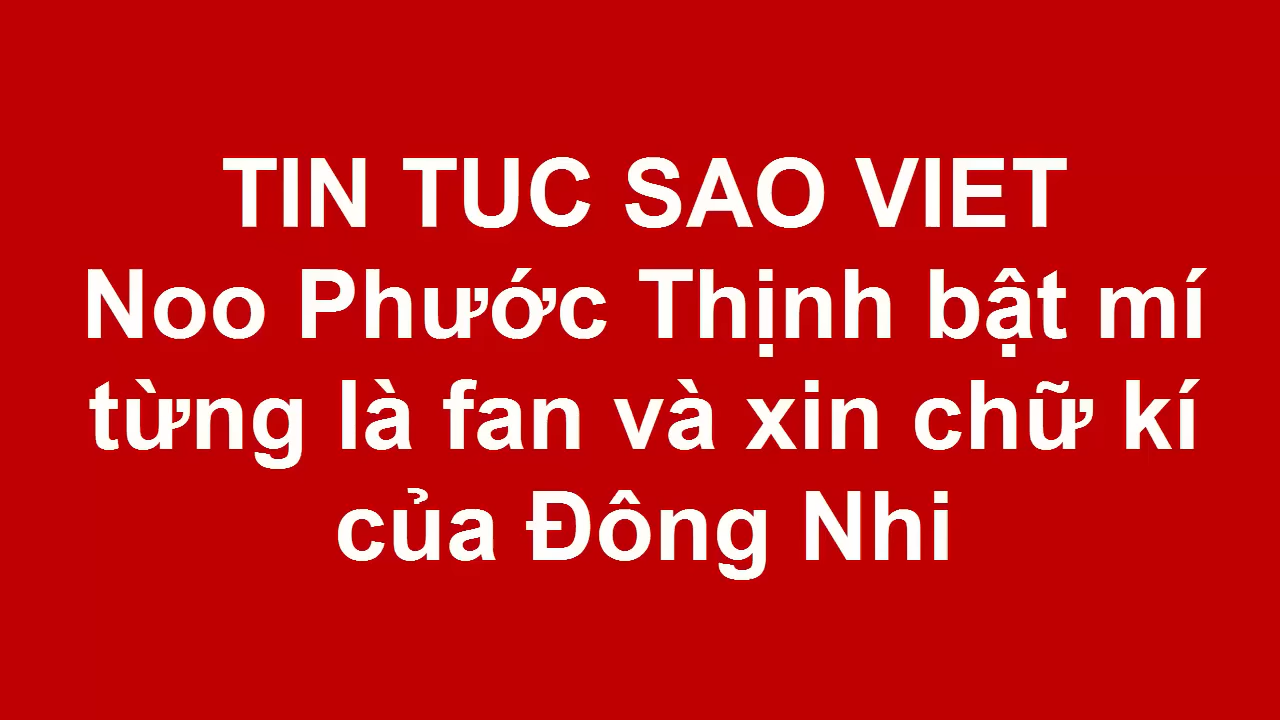 TIN TUC SAO VIET
Noo Phước Thịnh bật mí
từng là fan và xin chữ kí
của Đông Nhi